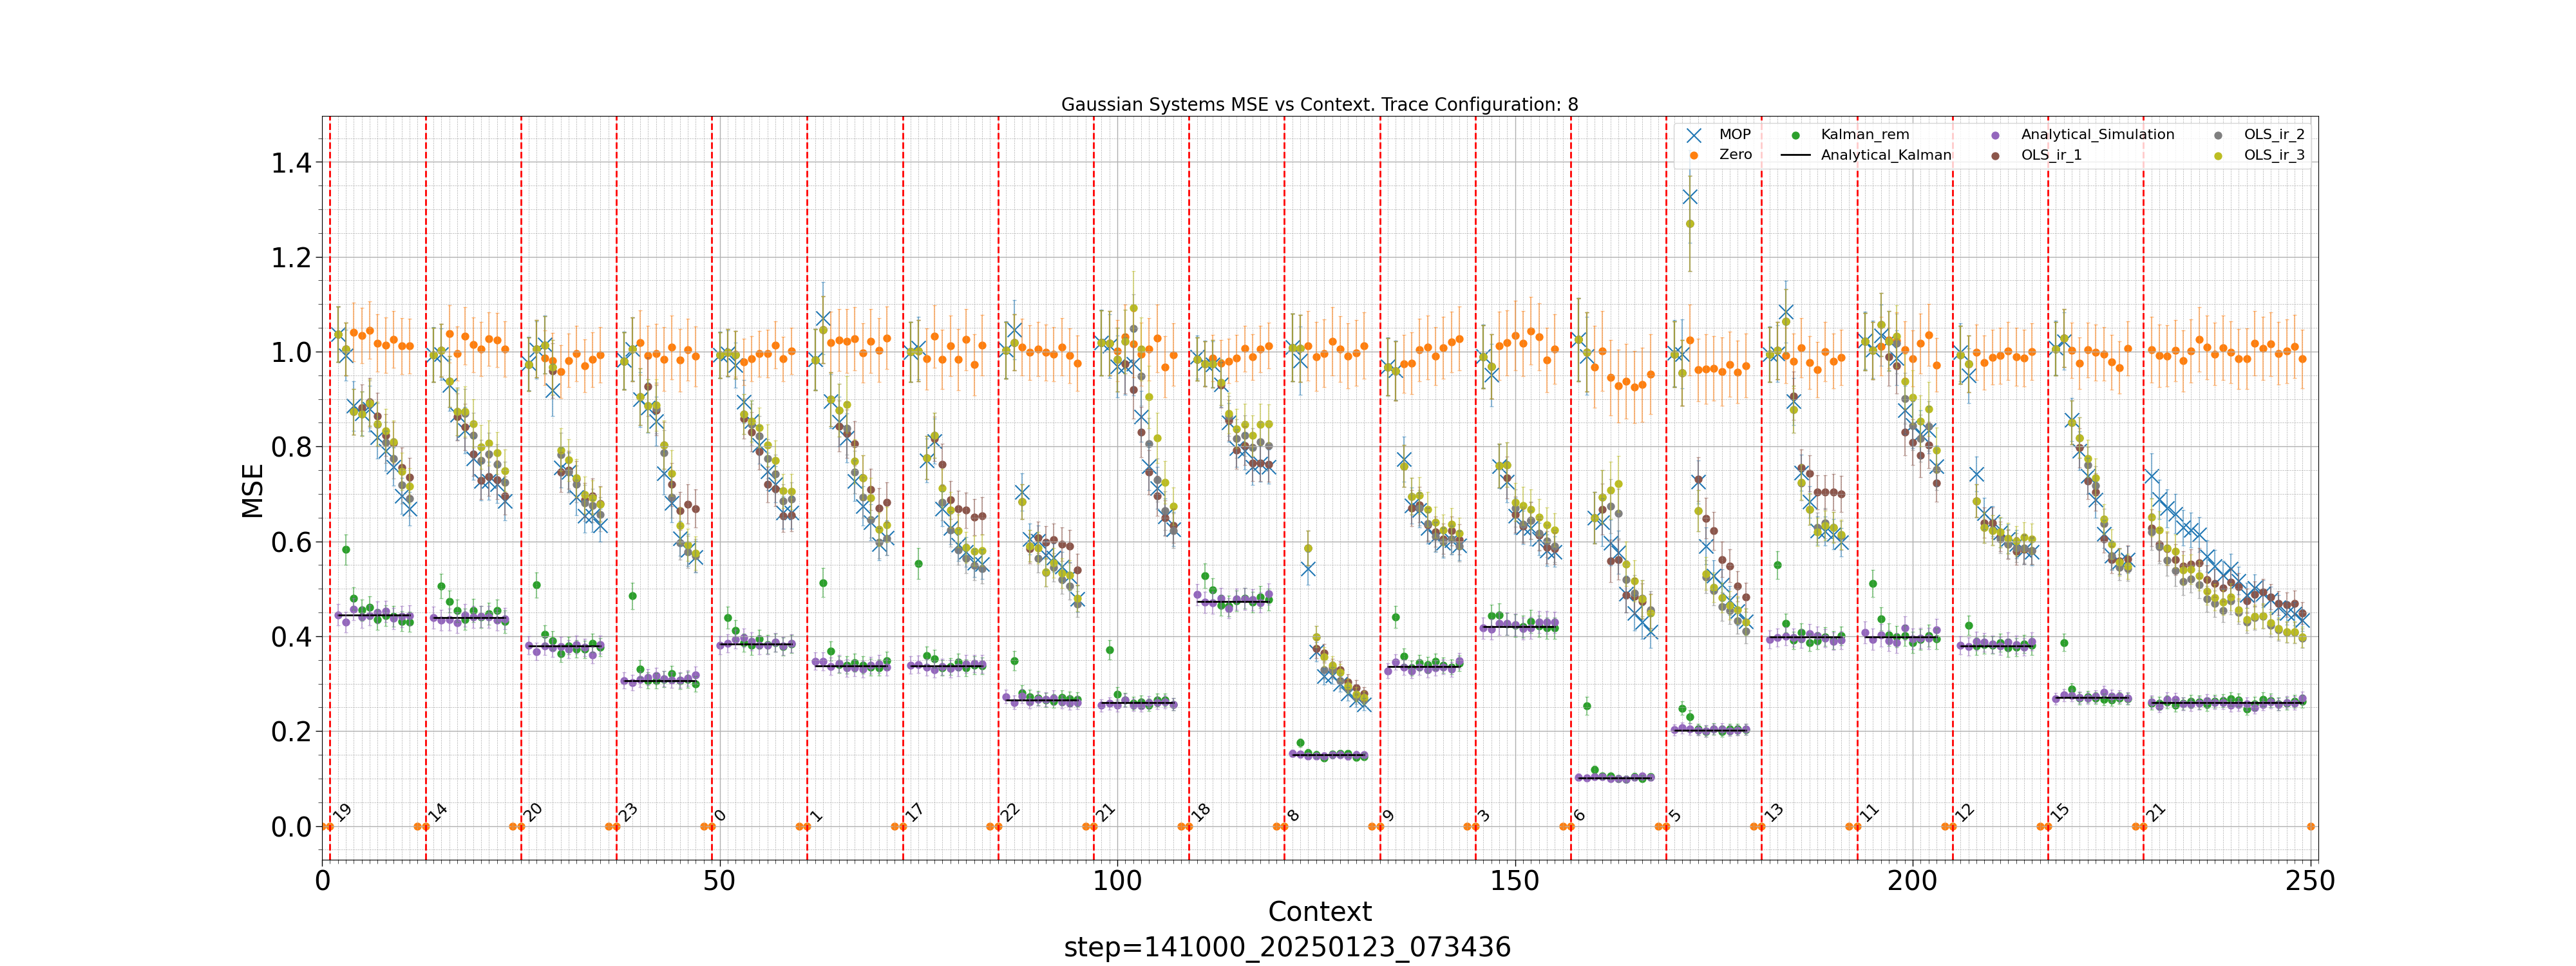 Gaussian Systems MSE vs Context. Trace Configuration: 8
MOP Kalman_rem Analytical_Simulation OLS_ir_2
Zero Analytical_Kalman OLS_ir_1 OLS_ir_3
1.4
1.2
1.0
0.8
0.6
0.4
0.2
0.0
MSE
19 14 20 23 0 1 17 22 21 18 8 9 3 6 5 13 11 12 15 21
0 50 100 150 200 250
Context
step=141000_20250123_073436